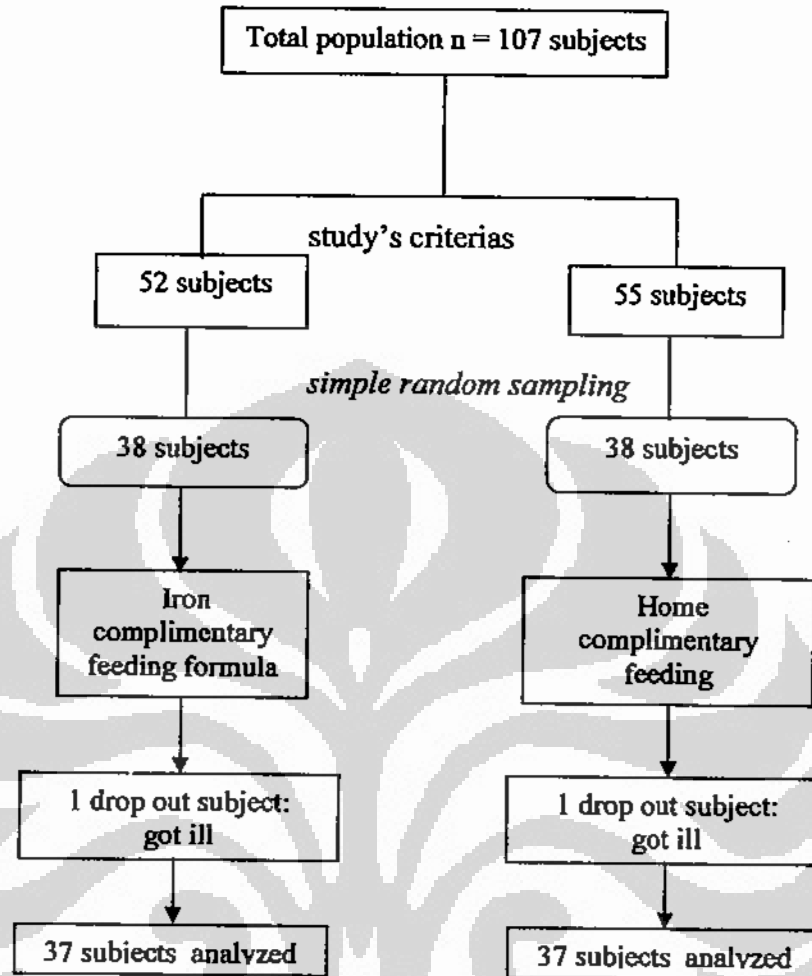 Total population n = 107 subjects
study's criterias
52 subjects
55 subjects
simple random sampling
38 subjects
38 subjects
Iron
complimentary
feeding formula
Home
complimentary
feeding
1 drop out subject:
got ill
1 drop out subject:
got ill
37 subjects analyzed
37 subjects analyzed